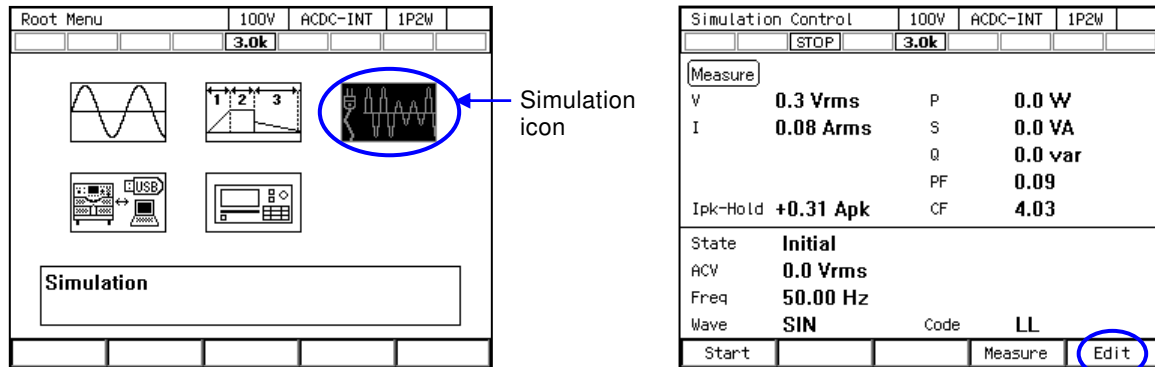 Root Menu 100V ACDC-INT 1P2W
3.0k
1 2 3
USB
Simulation
Simulation
icon
Simulation Control 100V ACDC-INT 1P2W
STOP 3.0k
Measure
V 0.3 Vrms P 0.0 W
I 0.08 Arms S 0.0 VA
Q 0.0 var
PF 0.09
Ipk-Hold +0.31 Apk CF 4.03
State Initial
ACV 0.0 Vrms
Freq 50.00 Hz
Wave SIN Code LL
Start Measure Edit